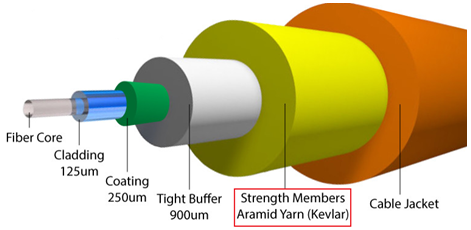 Fiber Core
Cladding
125um
Coating
250um
Tight Buffer
900um
Strength Members
Aramid Yarn (Kevlar)
Cable Jacket